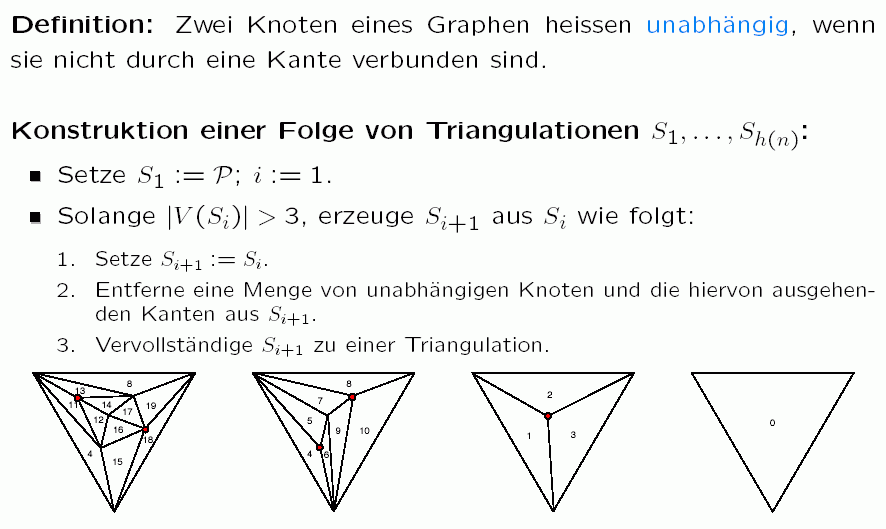 Definition: Zwei Knoten eines Graphen heissen unabhängig, wenn
sie nicht durch eine Kante verbunden sind.
Konstruktion einer Folge von Triangulationen S_1, . . . , S_{h(n)}:
■ Setze S_1 := P; i := 1.
■ Solange |V(S_i)| > 3, erzeuge S_{i+1} aus S_i wie folgt:
1. Setze S_{i+1} := S_i.
2. Entferne eine Menge von unabhängigen Knoten und die hiervon ausgehen-
den Kanten aus S_{i+1}.
3. Vervollständige S_{i+1} zu einer Triangulation.
13 8 11 14 17 19 12 16 18 4 15
8 7 5 9 10 4 6
2 1 3
0